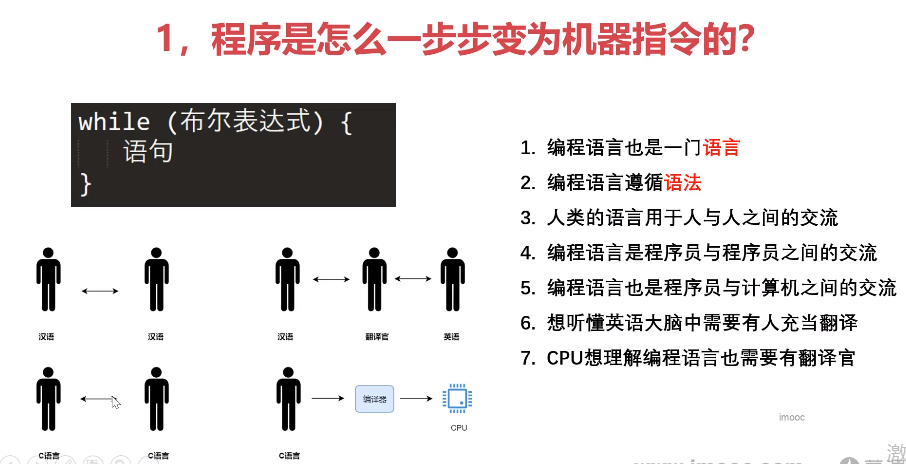 1，程序是怎么一步步变为机器指令的？
while (布尔表达式) {
语句
}
1. 编程语言也是一门语言
2. 编程语言遵循语法
3. 人类的语言用于人与人之间的交流
4. 编程语言是程序员与程序员之间的交流
5. 编程语言也是程序员与计算机之间的交流
6. 想听懂英语大脑中需要有人充当翻译
7. CPU想理解编程语言也需要有翻译官
汉语
汉语
汉语
翻译官
英语
编译器
CPU
C语言
C语言
C语言
imooc
激